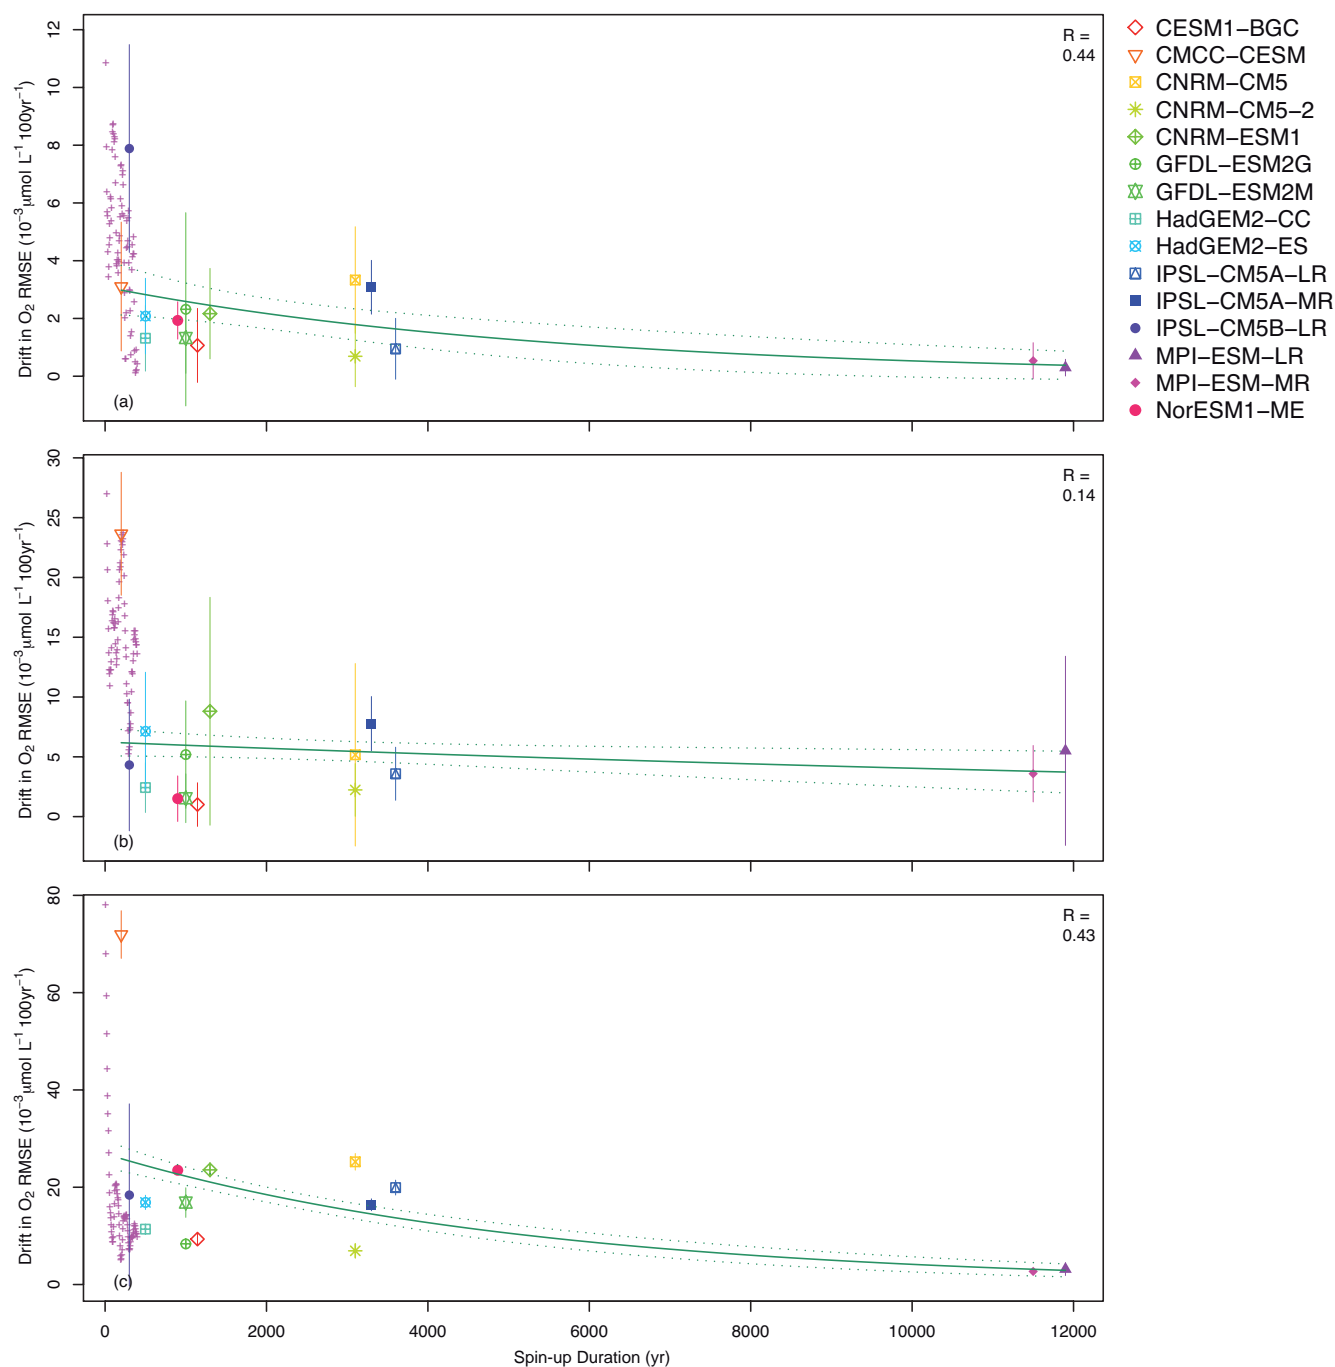 12
10
8
6
4
2
0
Drift in O₂ RMSE (10⁻³μmol L⁻¹ 100yr⁻¹)
R =
0.44
(a)
CESM1−BGC
CMCC−CESM
CNRM−CM5
CNRM−CM5−2
CNRM−ESM1
GFDL−ESM2G
GFDL−ESM2M
HadGEM2−CC
HadGEM2−ES
IPSL−CM5A−LR
IPSL−CM5A−MR
IPSL−CM5B−LR
MPI−ESM−LR
MPI−ESM−MR
NorESM1−ME
30
25
20
15
10
5
0
Drift in O₂ RMSE (10⁻³μmol L⁻¹ 100yr⁻¹)
R =
0.14
(b)
80
60
40
20
0
Drift in O₂ RMSE (10⁻³μmol L⁻¹ 100yr⁻¹)
R =
0.43
(c)
0 2000 4000 6000 8000 10000 12000
Spin−up Duration (yr)